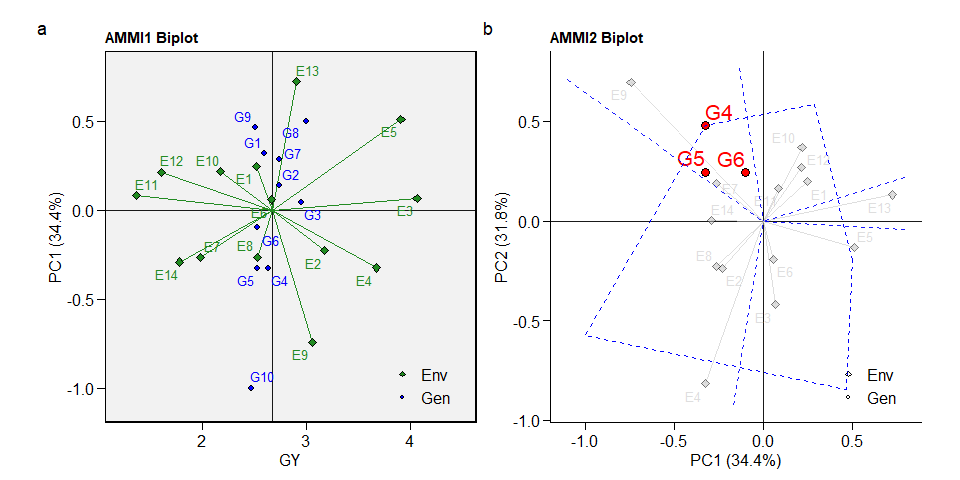 a
AMMI1 Biplot
E13
G9
G8
E5
G1
G7
E12
E10
G2
E1
E11
E3
G3
E6
G6
E7
E8
E2
E14
G5
G4
E4
E9
G10
Env
Gen
0.5
0.0
-0.5
-1.0
PC1 (34.4%)
2
3
4
GY
b
AMMI2 Biplot
E9
G4
E10
G5
G6
E12
E7
E11
E1
E13
E14
E5
E8
E2
E6
E3
E4
Env
Gen
0.5
0.0
-0.5
-1.0
PC2 (31.8%)
-1.0
-0.5
0.0
0.5
PC1 (34.4%)